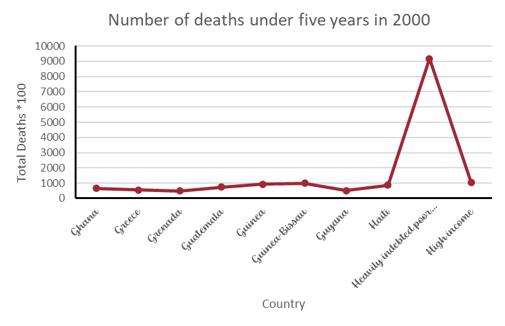 Number of deaths under five years in 2000
Total Deaths *100
10000
9000
8000
7000
6000
5000
4000
3000
2000
1000
0
Ghana
Greece
Grenada
Guatemala
Guinea
Guinea-Bissau
Guyana
Haiti
Heavily indebted poor...
High income
Country